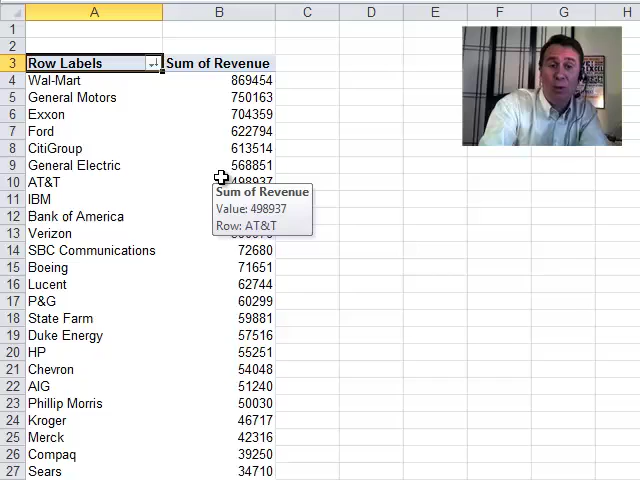 A B C D E F G H
1
2
3 Row Labels Sum of Revenue
4 Wal-Mart 869454
5 General Motors 750163
6 Exxon 704359
7 Ford 622794
8 CitiGroup 613514
9 General Electric 568851
10 AT&T 498937
11 IBM Sum of Revenue
12 Bank of America Value: 498937
13 Verizon Row: AT&T
14 SBC Communications 72680
15 Boeing 71651
16 Lucent 62744
17 P&G 60299
18 State Farm 59881
19 Duke Energy 57516
20 HP 55251
21 Chevron 54048
22 AIG 51240
23 Phillip Morris 50030
24 Kroger 46717
25 Merck 42316
26 Compaq 39250
27 Sears 34710